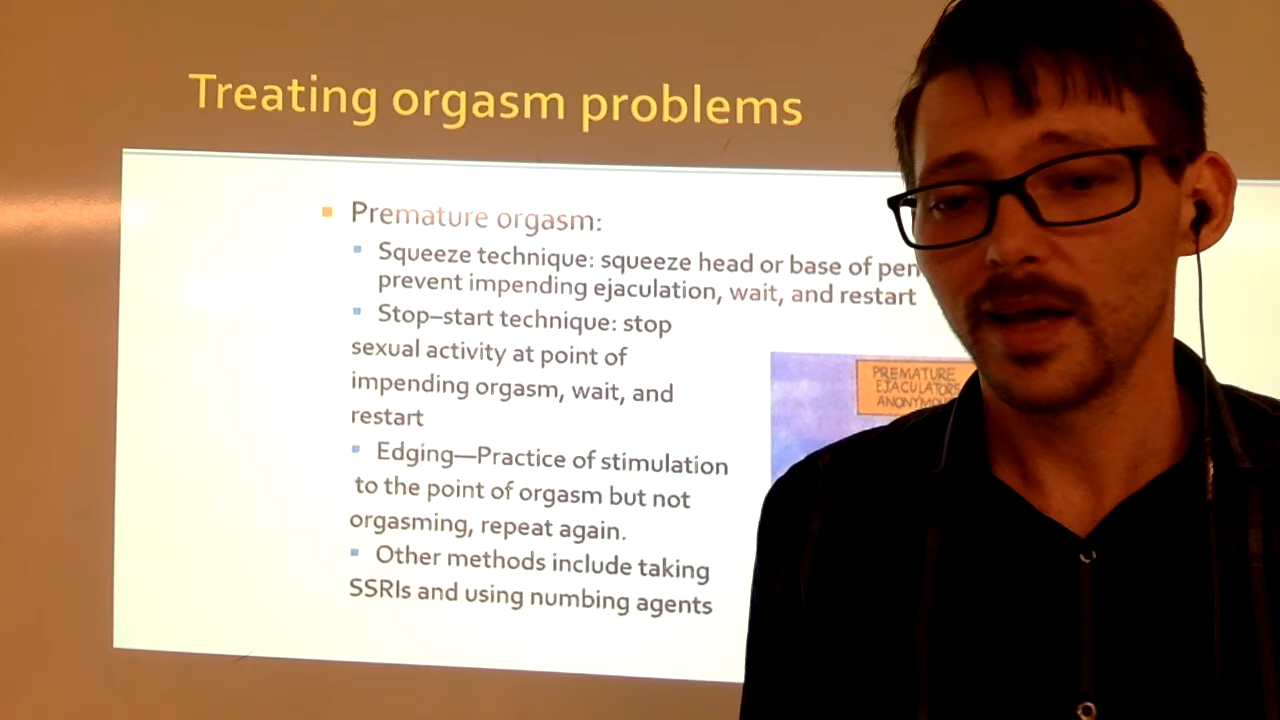 Treating orgasm problems
Premature orgasm:
Squeeze technique: squeeze head or base of pen
prevent impending ejaculation, wait, and restart
Stop–start technique: stop
sexual activity at point of
impending orgasm, wait, and
restart
Edging—Practice of stimulation
to the point of orgasm but not
orgasming, repeat again.
Other methods include taking
SSRIs and using numbing agents
PREMATURE
EJACULATORS
ANONYMOUS